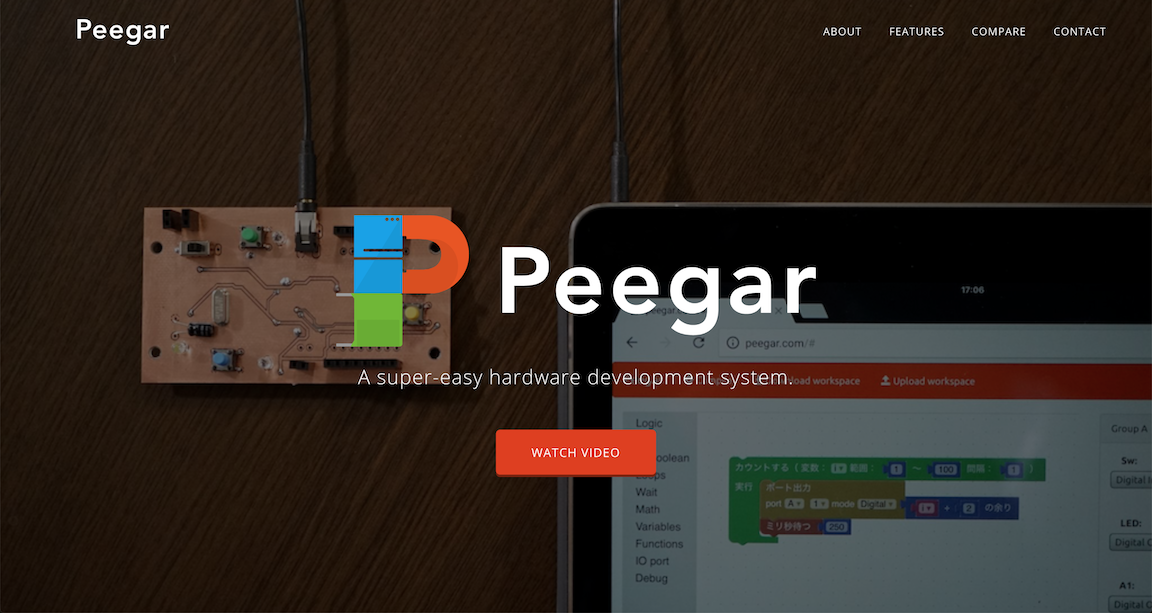 Peegar
ABOUT FEATURES COMPARE CONTACT
Peegar
A super-easy hardware development system.
WATCH VIDEO
17:06
peegar.com/#
workspace
Upload workspace
Logic
Loops
Wait
Math
Variables
Functions
IO port
Debug
カウントする ( 変数: i 範囲: 1 ～ 100 間隔: 1 )
実行
ポート出力
port A 1 mode Digital i + 2 の余り
ミリ秒待つ 250
Group A
Sw:
Digital
LED:
Digital
A1:
Digital